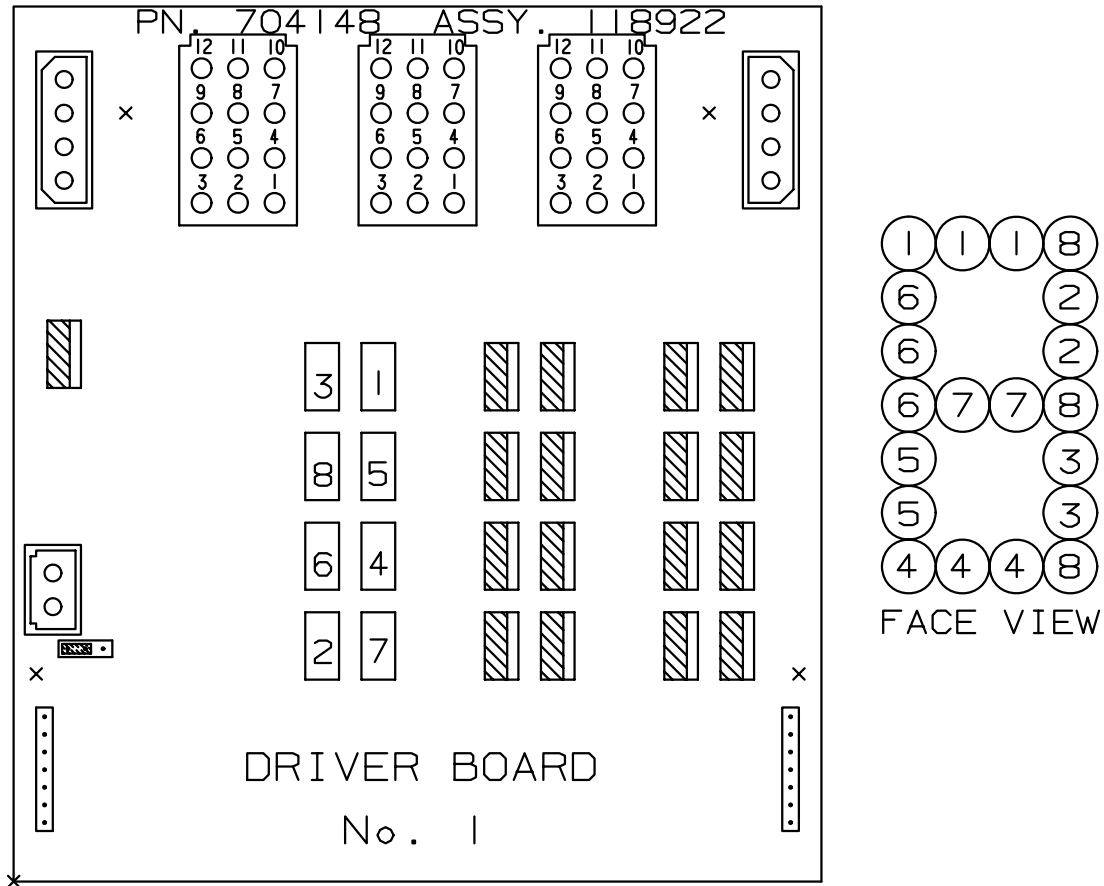 PN. 704148 ASSY. 118922
12 11 10 12 11 10 12 11 10
9 8 7 9 8 7 9 8 7
6 5 4 6 5 4 6 5 4
3 2 1 3 2 1 3 2 1
3 1
8 5
6 4
2 7
DRIVER BOARD
No. 1
1 1 1 8
6 2
6 2
6 7 7 8
5 3
5 3
4 4 4 8
FACE VIEW